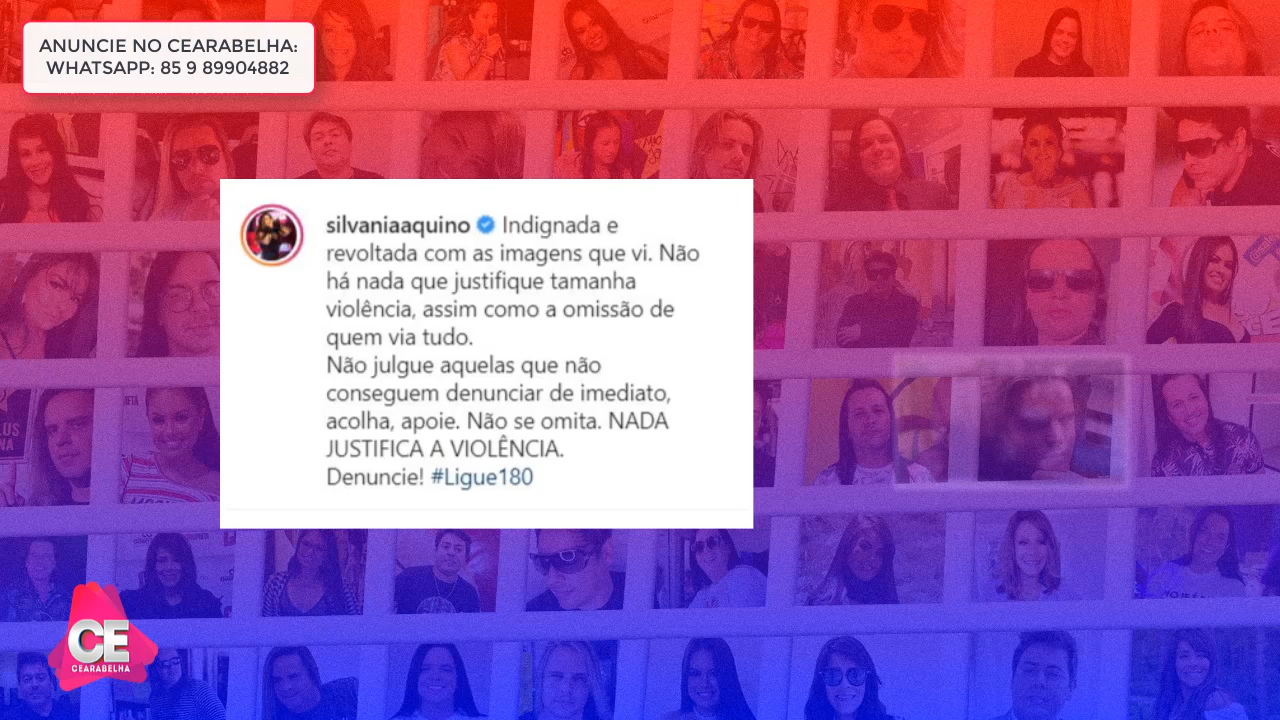 ANUNCIE NO CEARABELHA:
WHATSAPP: 85 9 89904882
silvaniaaquino Indignada e
revoltada com as imagens que vi. Não
há nada que justifique tamanha
violência, assim como a omissão de
quem via tudo.
Não julgue aquelas que não
conseguem denunciar de imediato,
acolha, apoie. Não se omita. NADA
JUSTIFICA A VIOLÊNCIA.
Denuncie! #Ligue180
CE
CEARABELHA